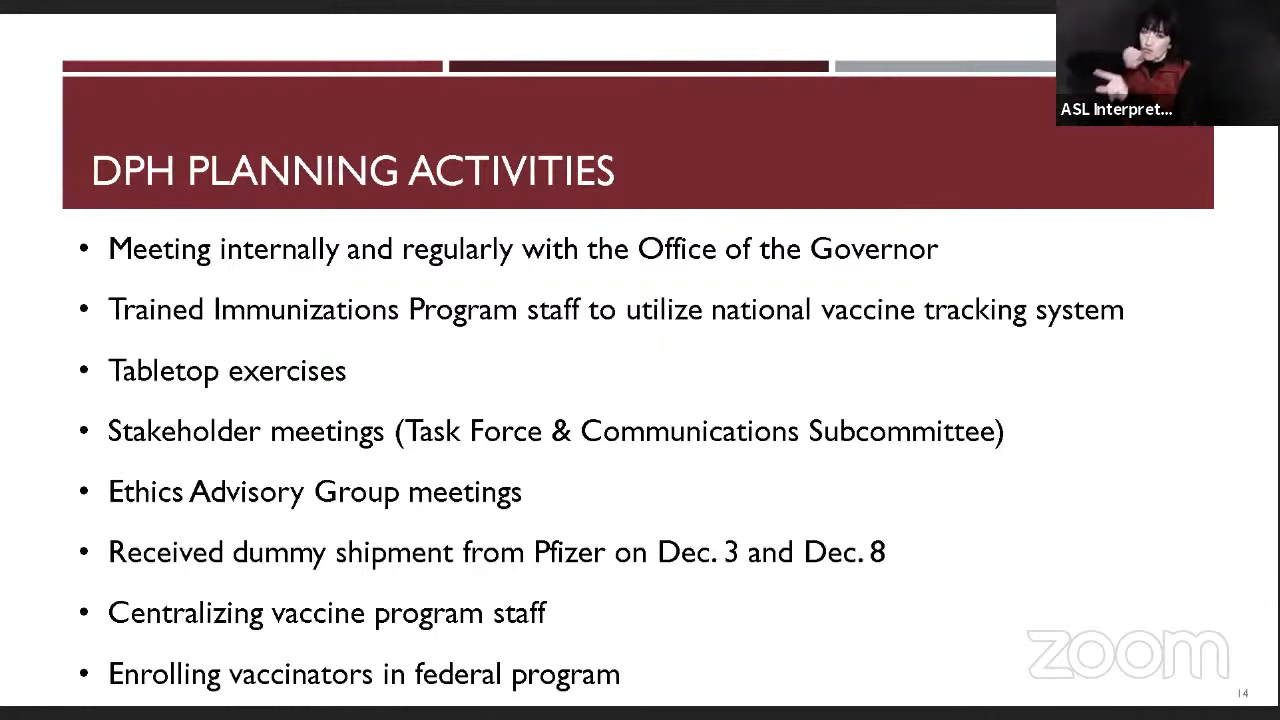 ASL Interpret...
DPH PLANNING ACTIVITIES
• Meeting internally and regularly with the Office of the Governor
• Trained Immunizations Program staff to utilize national vaccine tracking system
• Tabletop exercises
• Stakeholder meetings (Task Force & Communications Subcommittee)
• Ethics Advisory Group meetings
• Received dummy shipment from Pfizer on Dec. 3 and Dec. 8
• Centralizing vaccine program staff
• Enrolling vaccinators in federal program
zoom
14